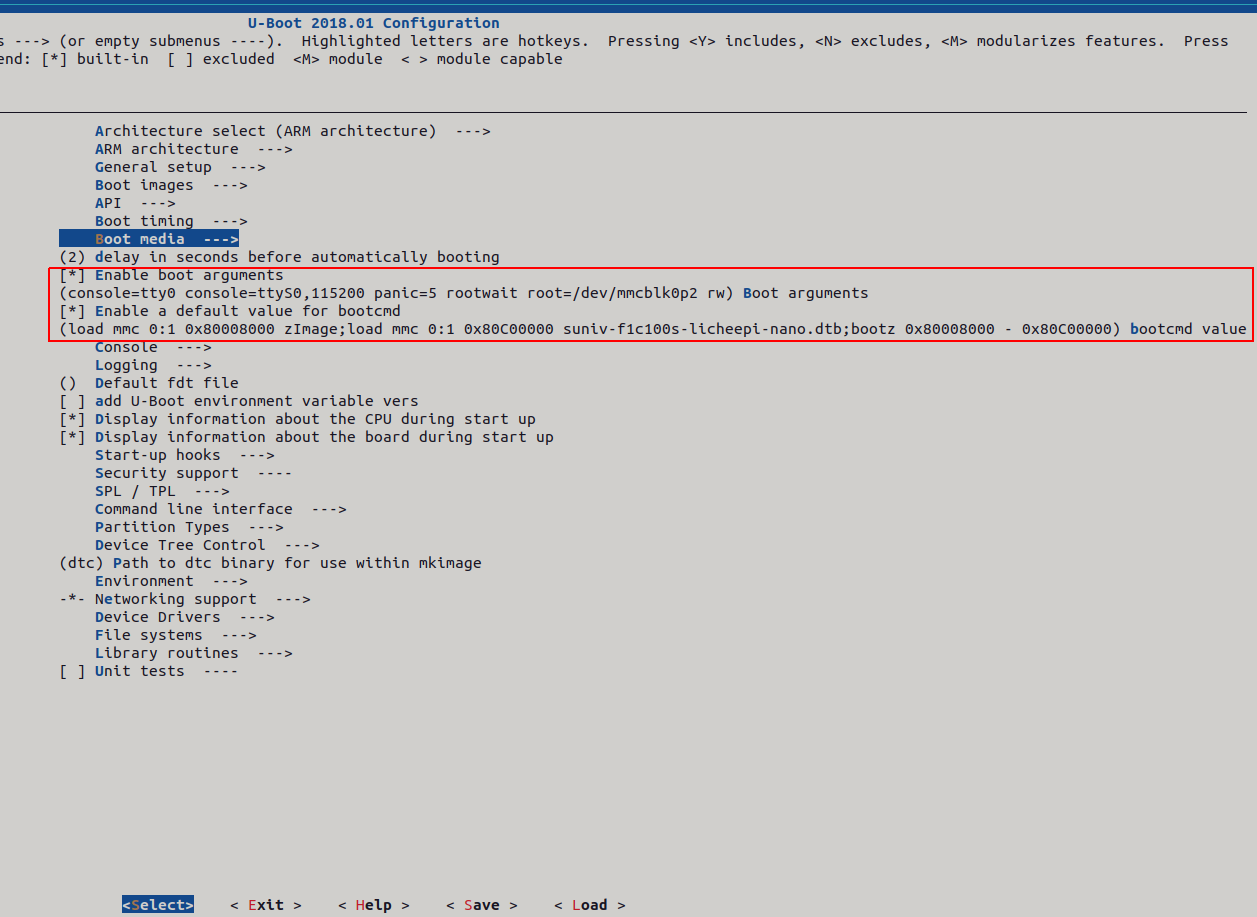 U-Boot 2018.01 Configuration
s ---> (or empty submenus ----).  Highlighted letters are hotkeys.  Pressing <Y> includes, <N> excludes, <M> modularizes features.  Press
end: [*] built-in  [ ] excluded  <M> module  < > module capable
Architecture select (ARM architecture)  --->
ARM architecture  --->
General setup  --->
Boot images  --->
API  --->
Boot timing  --->
Boot media  --->
(2) delay in seconds before automatically booting
[*] Enable boot arguments
(console=tty0 console=ttyS0,115200 panic=5 rootwait root=/dev/mmcblk0p2 rw) Boot arguments
[*] Enable a default value for bootcmd
(load mmc 0:1 0x80008000 zImage;load mmc 0:1 0x80C00000 suniv-f1c100s-licheepi-nano.dtb;bootz 0x80008000 - 0x80C00000) bootcmd value
Console  --->
Logging  --->
()  Default fdt file
[ ] add U-Boot environment variable vers
[*] Display information about the CPU during start up
[*] Display information about the board during start up
Start-up hooks  --->
Security support  ----
SPL / TPL  --->
Command line interface  --->
Partition Types  --->
Device Tree Control  --->
(dtc) Path to dtc binary for use within mkimage
Environment  --->
-*- Networking support  --->
Device Drivers  --->
File systems  --->
Library routines  --->
[ ] Unit tests  ----
<Select>    < Exit >    < Help >    < Save >    < Load >